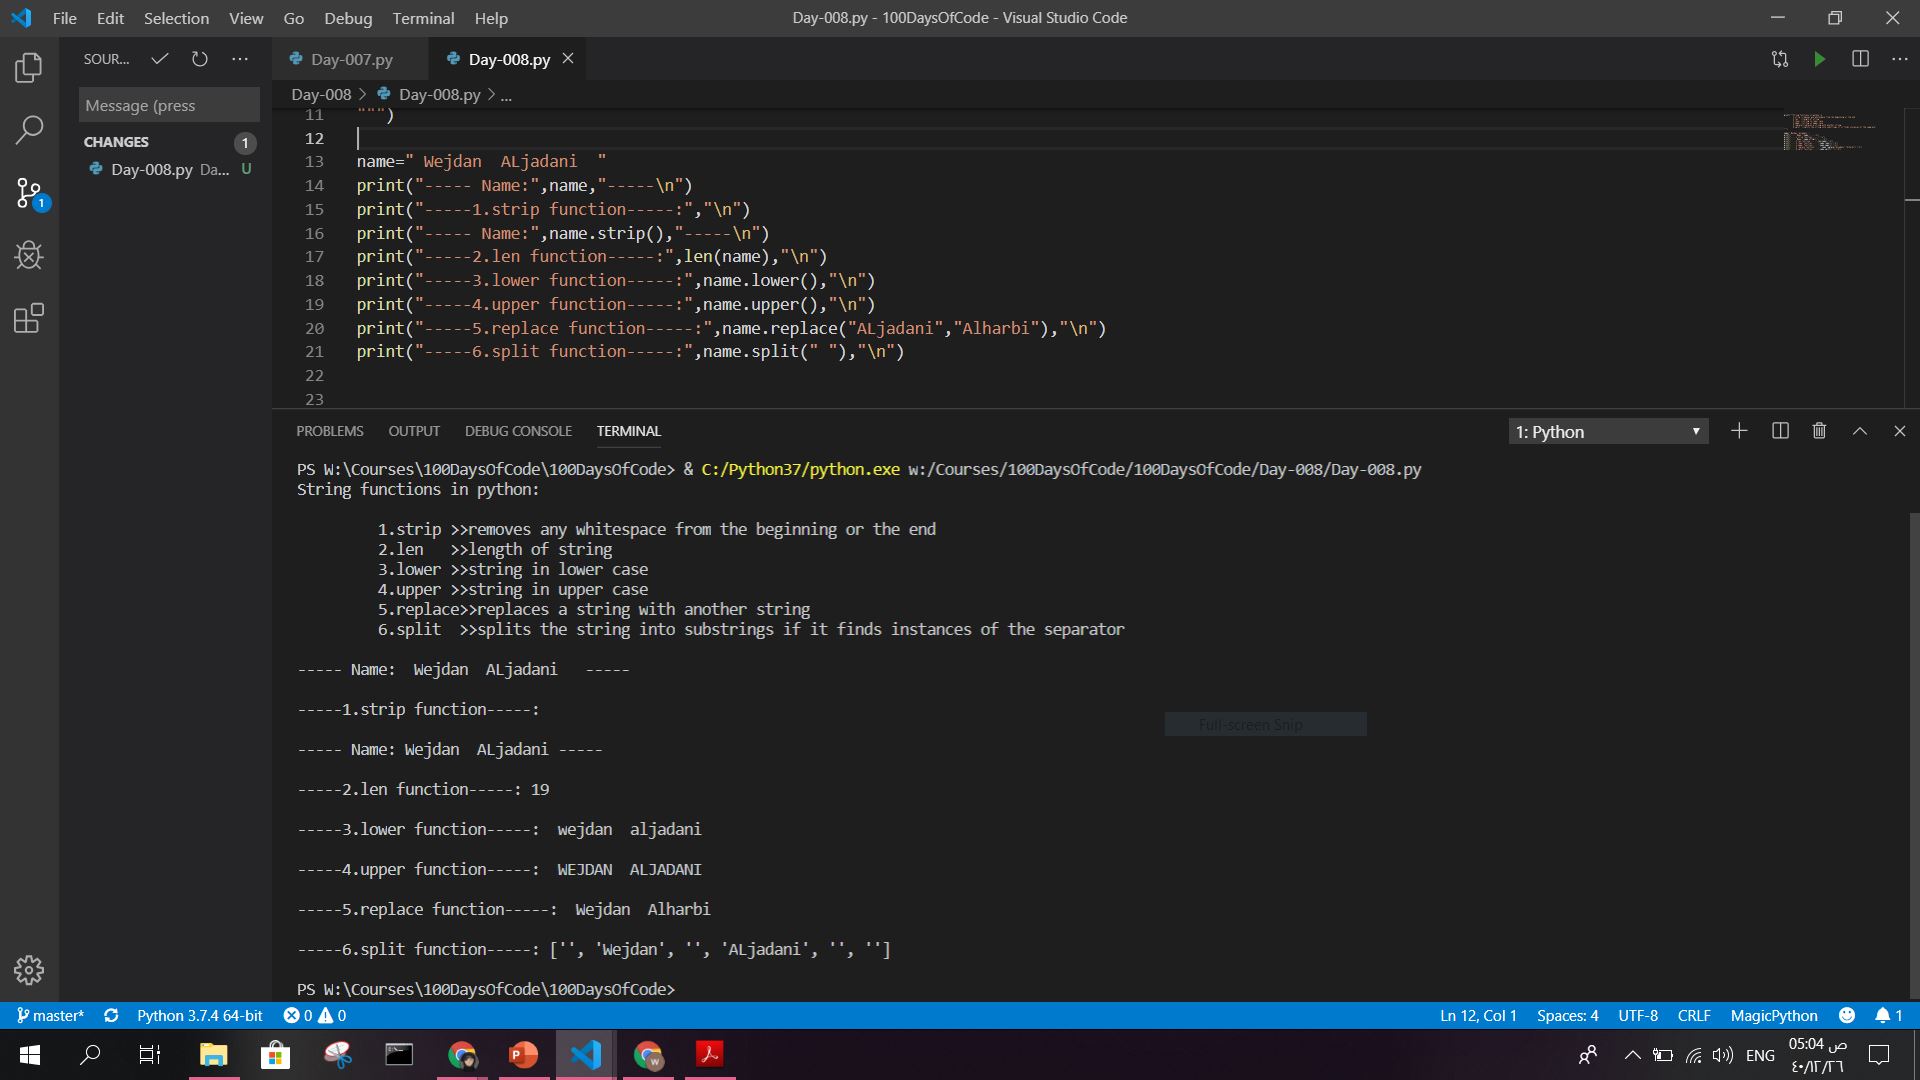 File Edit Selection View Go Debug Terminal Help
Day-008.py - 100DaysOfCode - Visual Studio Code
SOUR...
Day-007.py
Day-008.py
Message (press
Day-008 > Day-008.py > ...
CHANGES 1
Day-008.py Da... U
1
11 """)
12
13 name=" Wejdan  ALjadani  "
14 print("----- Name:",name,"-----\n")
15 print("-----1.strip function-----:","\n")
16 print("----- Name:",name.strip(),"-----\n")
17 print("-----2.len function-----:",len(name),"\n")
18 print("-----3.lower function-----:",name.lower(),"\n")
19 print("-----4.upper function-----:",name.upper(),"\n")
20 print("-----5.replace function-----:",name.replace("ALjadani","Alharbi"),"\n")
21 print("-----6.split function-----:",name.split(" "),"\n")
22
23
PROBLEMS OUTPUT DEBUG CONSOLE TERMINAL
1: Python
PS W:\Courses\100DaysOfCode\100DaysOfCode> & C:/Python37/python.exe w:/Courses/100DaysOfCode/100DaysOfCode/Day-008/Day-008.py
String functions in python:
1.strip >>removes any whitespace from the beginning or the end
2.len   >>length of string
3.lower >>string in lower case
4.upper >>string in upper case
5.replace>>replaces a string with another string
6.split  >>splits the string into substrings if it finds instances of the separator
----- Name:  Wejdan  ALjadani   -----
-----1.strip function-----:
Full-screen Snip
----- Name: Wejdan  ALjadani -----
-----2.len function-----: 19
-----3.lower function-----:  wejdan  aljadani
-----4.upper function-----:  WEJDAN  ALJADANI
-----5.replace function-----:  Wejdan  Alharbi
-----6.split function-----: ['', 'Wejdan', '', 'ALjadani', '', '']
PS W:\Courses\100DaysOfCode\100DaysOfCode>
master* Python 3.7.4 64-bit 0 0
Ln 12, Col 1 Spaces: 4 UTF-8 CRLF MagicPython 1
ENG
05:04 ص
٤٠/١٢/٢٦